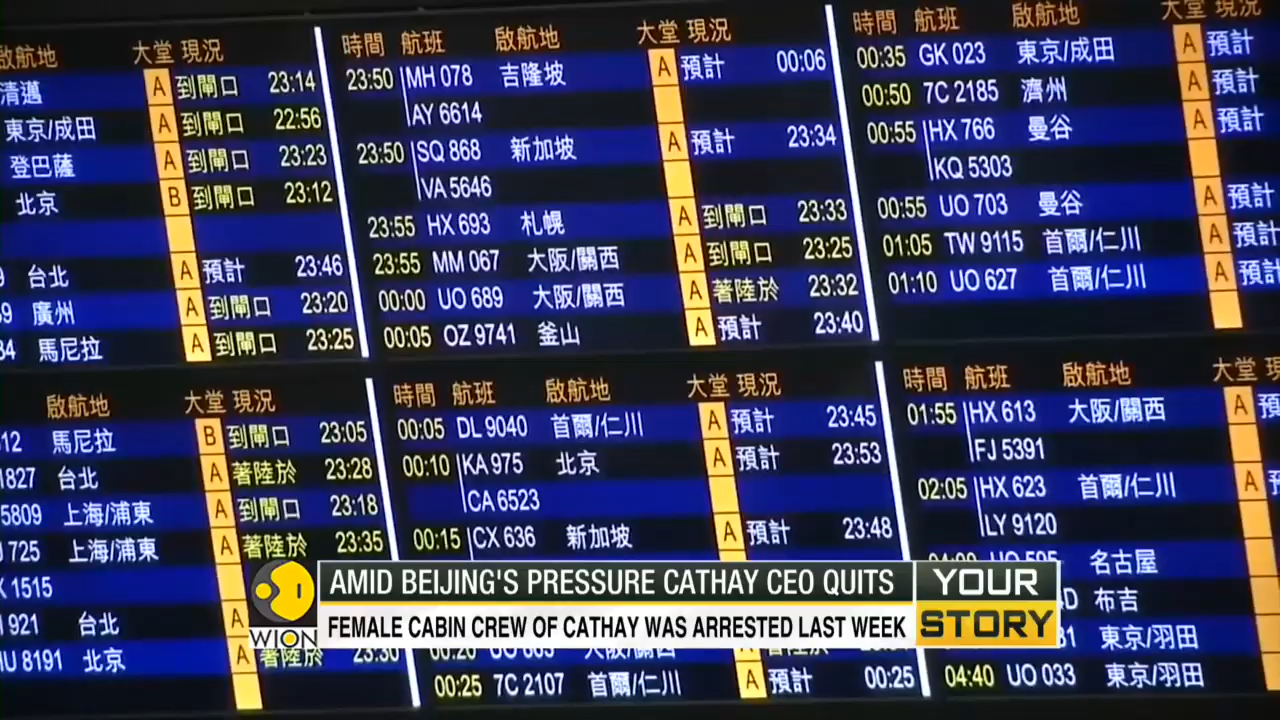 啟航地 大堂 現況
清邁 A 到閘口 23:14
東京/成田 A 到閘口 22:56
登巴薩 A 到閘口 23:23
北京 B 到閘口 23:12
台北 A 預計 23:46
廣州 A 到閘口 23:20
馬尼拉 A 到閘口 23:25
時間 航班 啟航地 大堂 現況
23:50 MH 078 吉隆坡 A 預計 00:06
AY 6614
23:50 SQ 868 新加坡 A 預計 23:34
VA 5646
23:55 HX 693 札幌 A 到閘口 23:33
23:55 MM 067 大阪/關西 A 到閘口 23:25
00:00 UO 689 大阪/關西 A 著陸於 23:32
00:05 OZ 9741 釜山 A 預計 23:40
時間 航班 啟航地 大堂 現況
00:35 GK 023 東京/成田 A 預計
00:50 7C 2185 濟州 A 預計
00:55 HX 766 曼谷 A 預計
KQ 5303
00:55 UO 703 曼谷 A 預計
01:05 TW 9115 首爾/仁川 A 預計
01:10 UO 627 首爾/仁川 A 預計
啟航地 大堂 現況
12 馬尼拉 B 到閘口 23:05
1827 台北 A 著陸於 23:28
5809 上海/浦東 A 到閘口 23:18
725 上海/浦東 A 著陸於 23:35
1515
921 台北 A
HU 8191 北京 A 著陸於 23:30
時間 航班 啟航地 大堂 現況
00:05 DL 9040 首爾/仁川 A 預計 23:45
00:10 KA 975 北京 A 預計 23:53
CA 6523
00:15 CX 636 新加坡 A 預計 23:48
00:25 7C 2107 首爾/仁川 A 預計 00:25
時間 航班 啟航地 大堂 現
01:55 HX 613 大阪/關西 A 預
FJ 5391
02:05 HX 623 首爾/仁川 A 預
LY 9120
名古屋
布吉
東京/羽田
04:40 UO 033 東京/羽田
WION
AMID BEIJING'S PRESSURE CATHAY CEO QUITS
FEMALE CABIN CREW OF CATHAY WAS ARRESTED LAST WEEK
YOUR
STORY